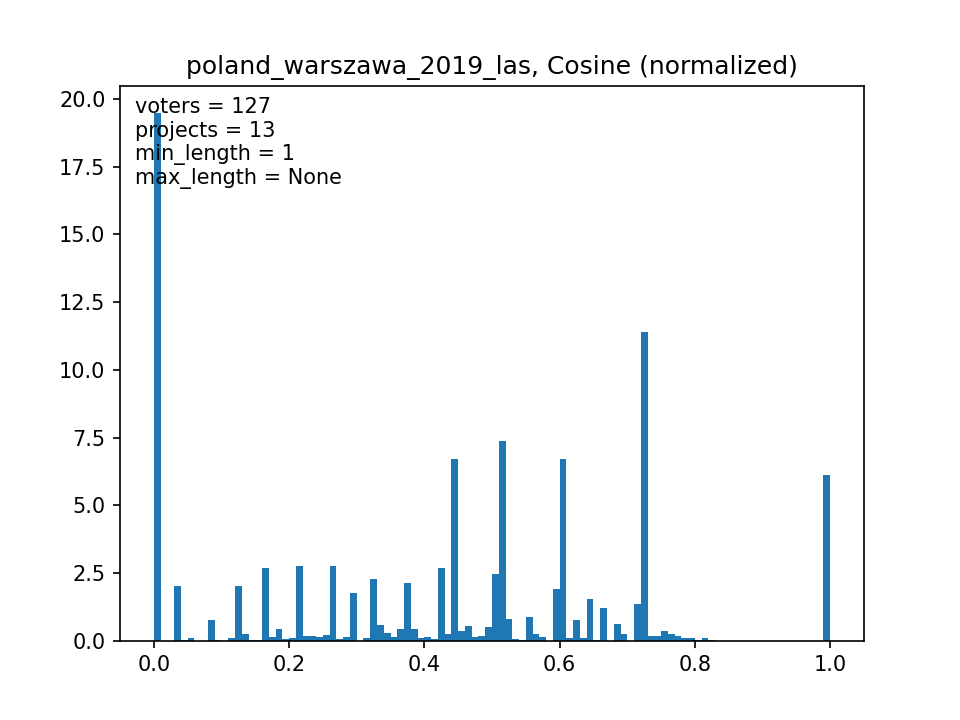 poland_warszawa_2019_las, Cosine (normalized)
voters = 127
projects = 13
min_length = 1
max_length = None
20.0
17.5
15.0
12.5
10.0
7.5
5.0
2.5
0.0
0.0 0.2 0.4 0.6 0.8 1.0